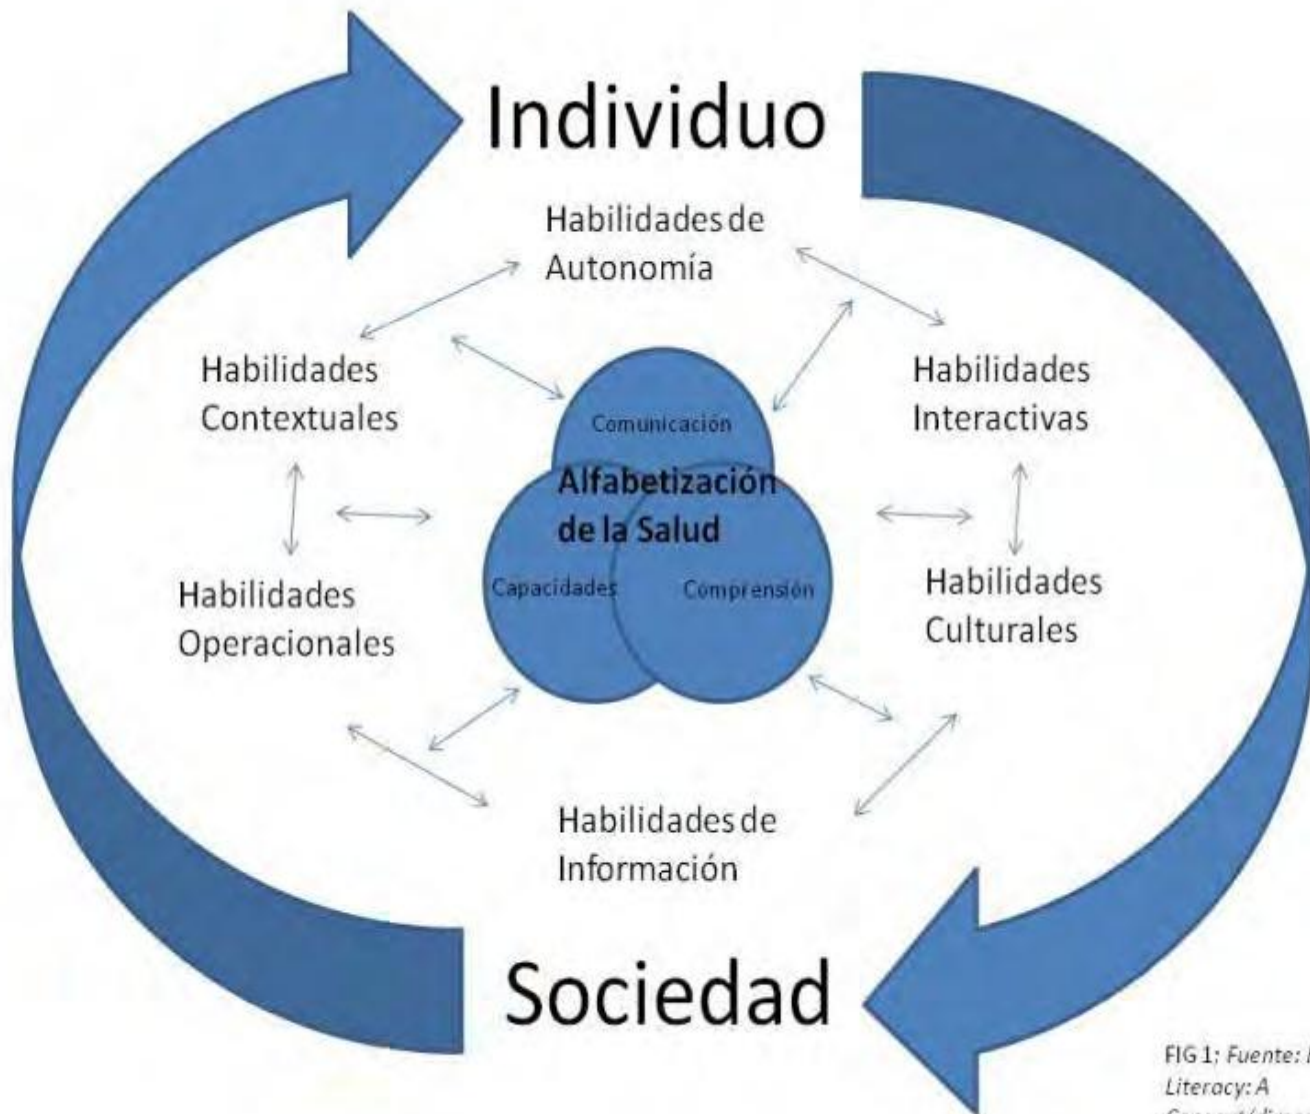 Individuo
Habilidades de
Autonomía
Habilidades
Contextuales
Habilidades
Interactivas
Comunicación
Alfabetización
de la Salud
Capacidades
Comprensión
Habilidades
Operacionales
Habilidades
Culturales
Habilidades de
Información
Sociedad
FIG 1: Fuente:
Literacy: A